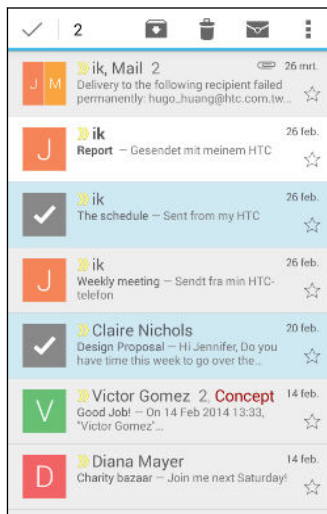 2
J M
ik, Mail 2 26 mrt.
Delivery to the following recipient failed
permanently: hugo_huang@htc.com.tw...
J
ik 26 feb.
Report – Gesendet mit meinem HTC
ik 26 feb.
The schedule – Sent from my HTC
J
ik 26 feb.
Weekly meeting – Sendt fra min HTC-
telefon
Claire Nichols 20 feb.
Design Proposal – Hi Jennifer, Do you
have time this week to go over the...
V
Victor Gomez 2, Concept 14 feb.
Good Job! – On 14 Feb 2014 13:33,
"Victor Gomez"...
D
Diana Mayer 14 feb.
Charity bazaar – Join me next Saturday!